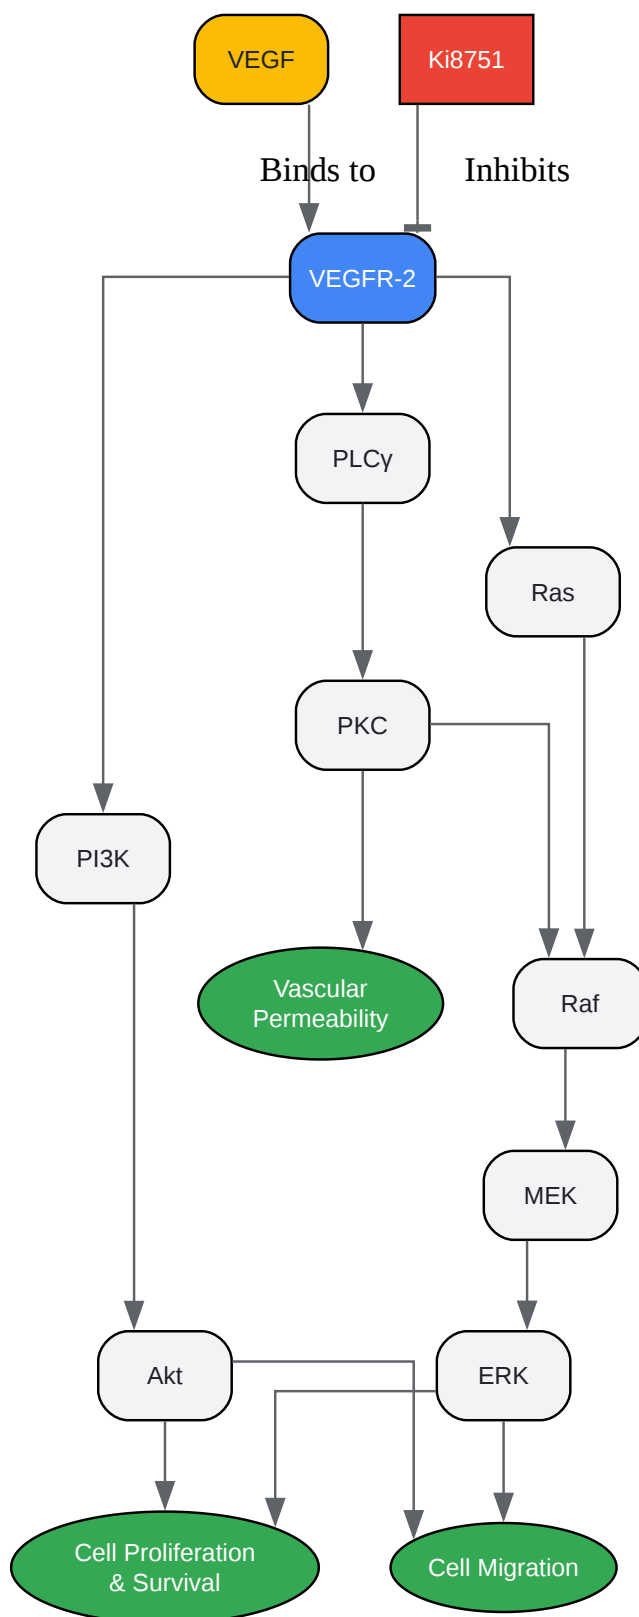 VEGF
Ki8751
Binds to
Inhibits
VEGFR-2
PLCγ
Ras
PKC
PI3K
Vascular
Permeability
Raf
MEK
Akt
ERK
Cell Proliferation
& Survival
Cell Migration